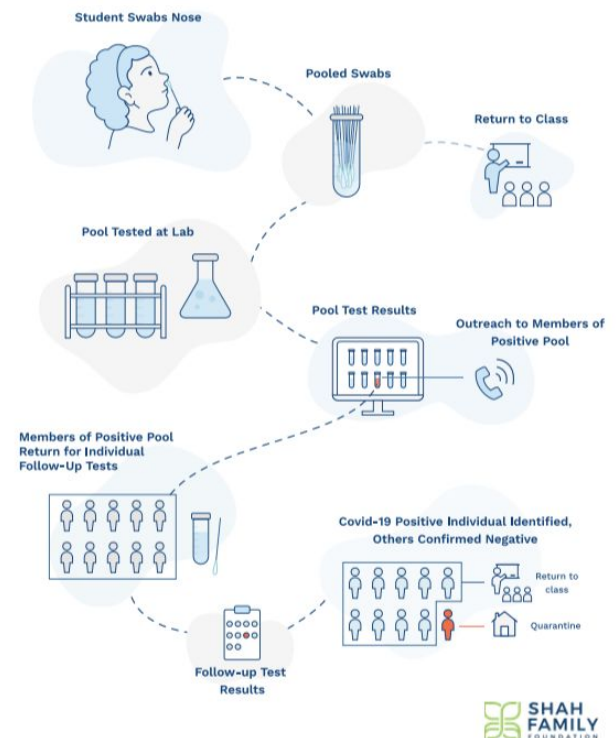 Student Swabs Nose
Pooled Swabs
Return to Class
Pool Tested at Lab
Pool Test Results
Outreach to Members of
Positive Pool
Members of Positive Pool
Return for Individual
Follow-Up Tests
Covid-19 Positive Individual Identified,
Others Confirmed Negative
Return to
class
Quarantine
Follow-up Test
Results
SHAH
FAMILY
FOUNDATION